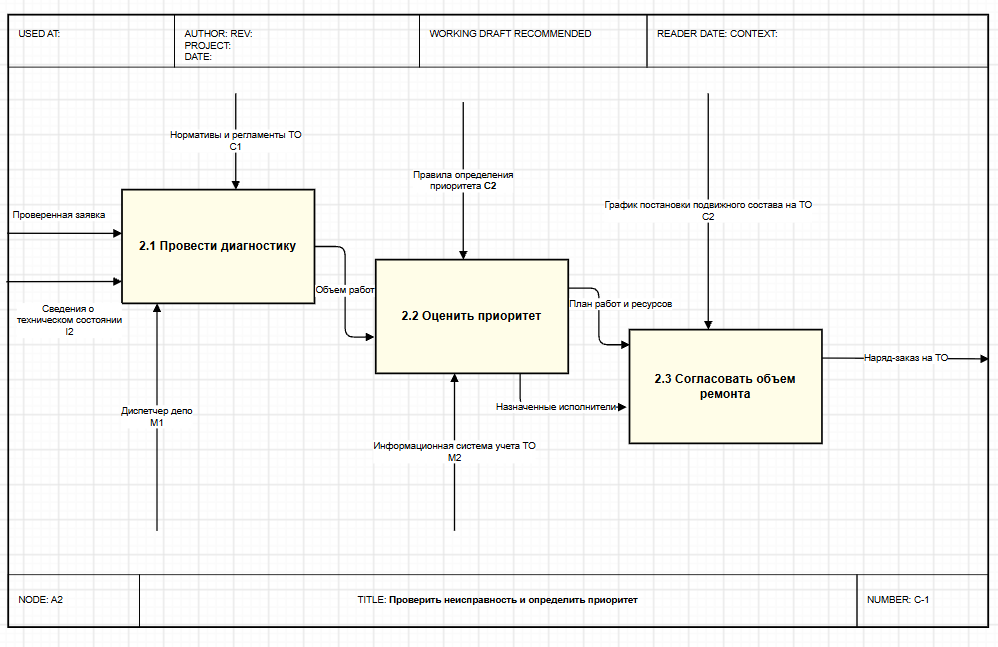 USED AT:
AUTHOR: REV:
PROJECT:
DATE:
WORKING DRAFT RECOMMENDED
READER DATE: CONTEXT:
Нормативы и регламенты ТО
C1
Правила определения
приоритета C2
График постановки подвижного состава на ТО
C2
Проверенная заявка
2.1 Провести диагностику
Сведения о
техническом состоянии
I2
Объем работ
2.2 Оценить приоритет
План работ и ресурсов
2.3 Согласовать объем
ремонта
Наряд-заказ на ТО
Назначенные исполнители
Диспетчер депо
M1
Информационная система учета ТО
M2
NODE: A2
TITLE: Проверить неисправность и определить приоритет
NUMBER: C-1